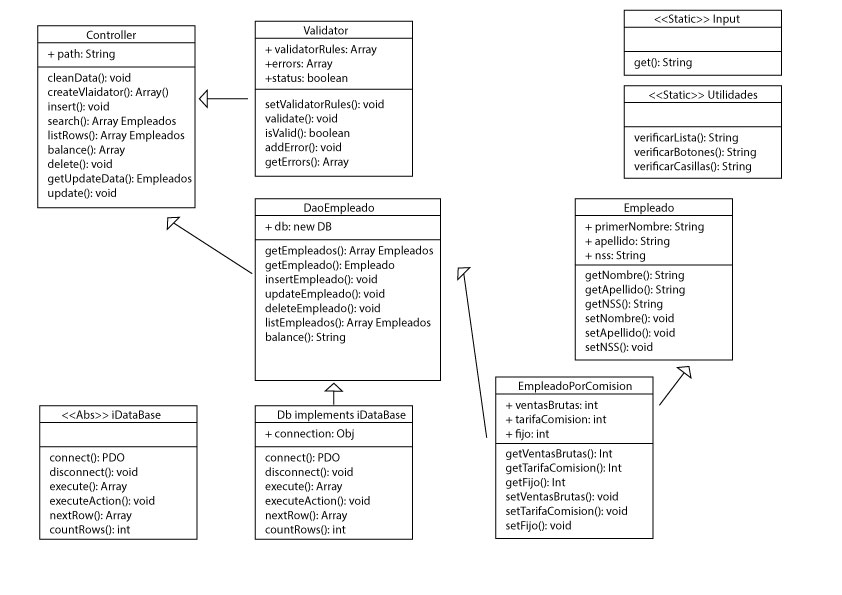 Controller
+ path: String
cleanData(): void
createVlaidator(): Array()
insert(): void
search(): Array Empleados
listRows(): Array Empleados
balance(): Array
delete(): void
getUpdateData(): Empleados
update(): void
Validator
+ validatorRules: Array
+errors: Array
+status: boolean
setValidatorRules(): void
validate(): void
isValid(): boolean
addError(): void
getErrors(): Array
<<Static>> Input
get(): String
<<Static>> Utilidades
verificarLista(): String
verificarBotones(): String
verificarCasillas(): String
DaoEmpleado
+ db: new DB
getEmpleados(): Array Empleados
getEmpleado(): Empleado
insertEmpleado(): void
updateEmpleado(): void
deleteEmpleado(): void
listEmpleados(): Array Empleados
balance(): String
Empleado
+ primerNombre: String
+ apellido: String
+ nss: String
getNombre(): String
getApellido(): String
getNSS(): String
setNombre(): void
setApellido(): void
setNSS(): void
<<Abs>> iDataBase
connect(): PDO
disconnect(): void
execute(): Array
executeAction(): void
nextRow(): Array
countRows(): int
Db implements iDataBase
+ connection: Obj
connect(): PDO
disconnect(): void
execute(): Array
executeAction(): void
nextRow(): Array
countRows(): int
EmpleadoPorComision
+ ventasBrutas: int
+ tarifaComision: int
+ fijo: int
getVentasBrutas(): Int
getTarifaComision(): Int
getFijo(): Int
setVentasBrutas(): void
setTarifaComision(): void
setFijo(): void